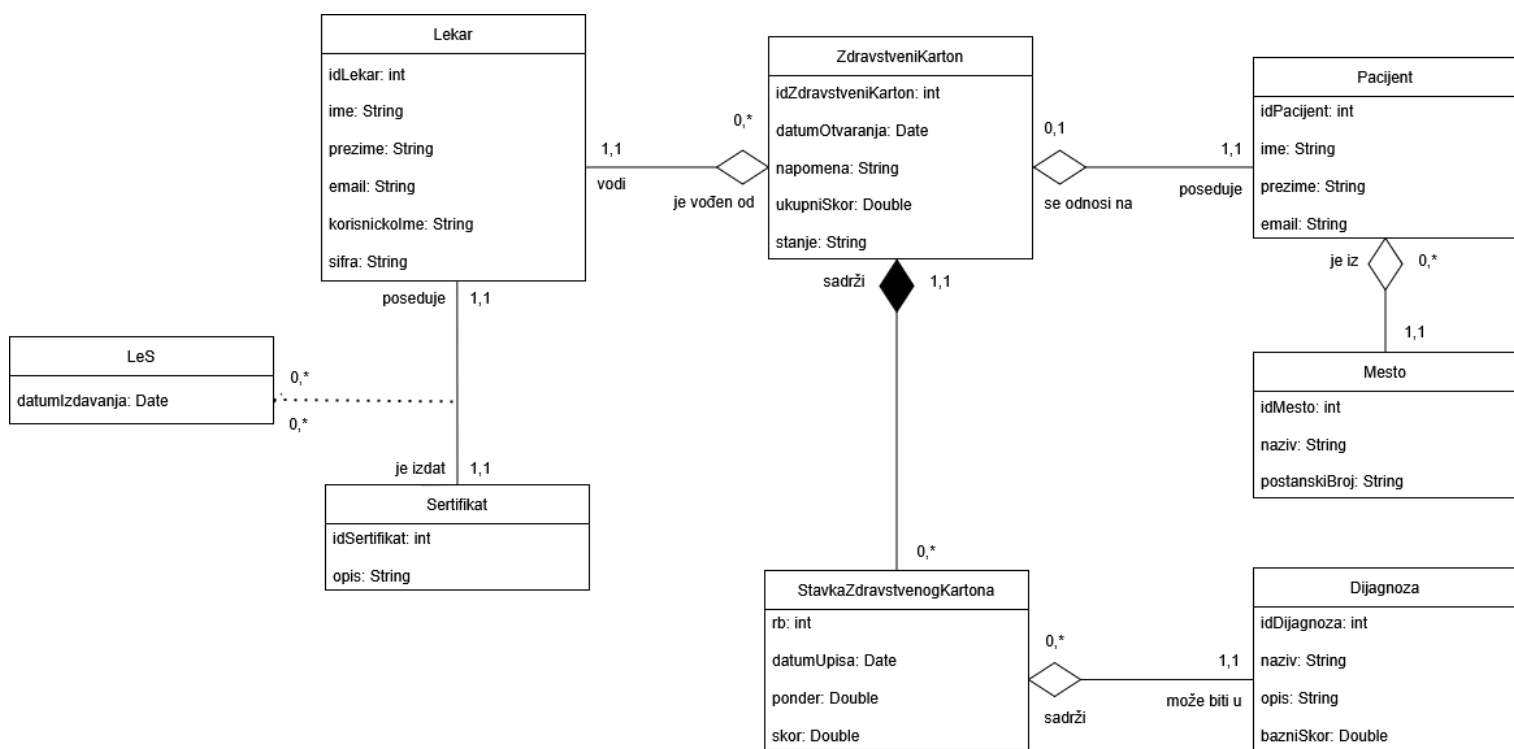 Lekar
idLekar: int
ime: String
prezime: String
email: String
korisnickoIme: String
sifra: String
1,1
vodi
0,*
je vođen od
ZdravstveniKarton
idZdravstveniKarton: int
datumOtvaranja: Date
napomena: String
ukupniSkor: Double
stanje: String
0,1
se odnosi na
1,1
poseduje
Pacijent
idPacijent: int
ime: String
prezime: String
email: String
je iz
0,*
1,1
Mesto
idMesto: int
naziv: String
postanskiBroj: String
poseduje
1,1
LeS
datumIzdavanja: Date
0,*
0,*
je izdat
1,1
Sertifikat
idSertifikat: int
opis: String
sadrži
1,1
0,*
StavkaZdravstvenogKartona
rb: int
datumUpisa: Date
ponder: Double
skor: Double
0,*
sadrži
1,1
može biti u
Dijagnoza
idDijagnoza: int
naziv: String
opis: String
bazniSkor: Double